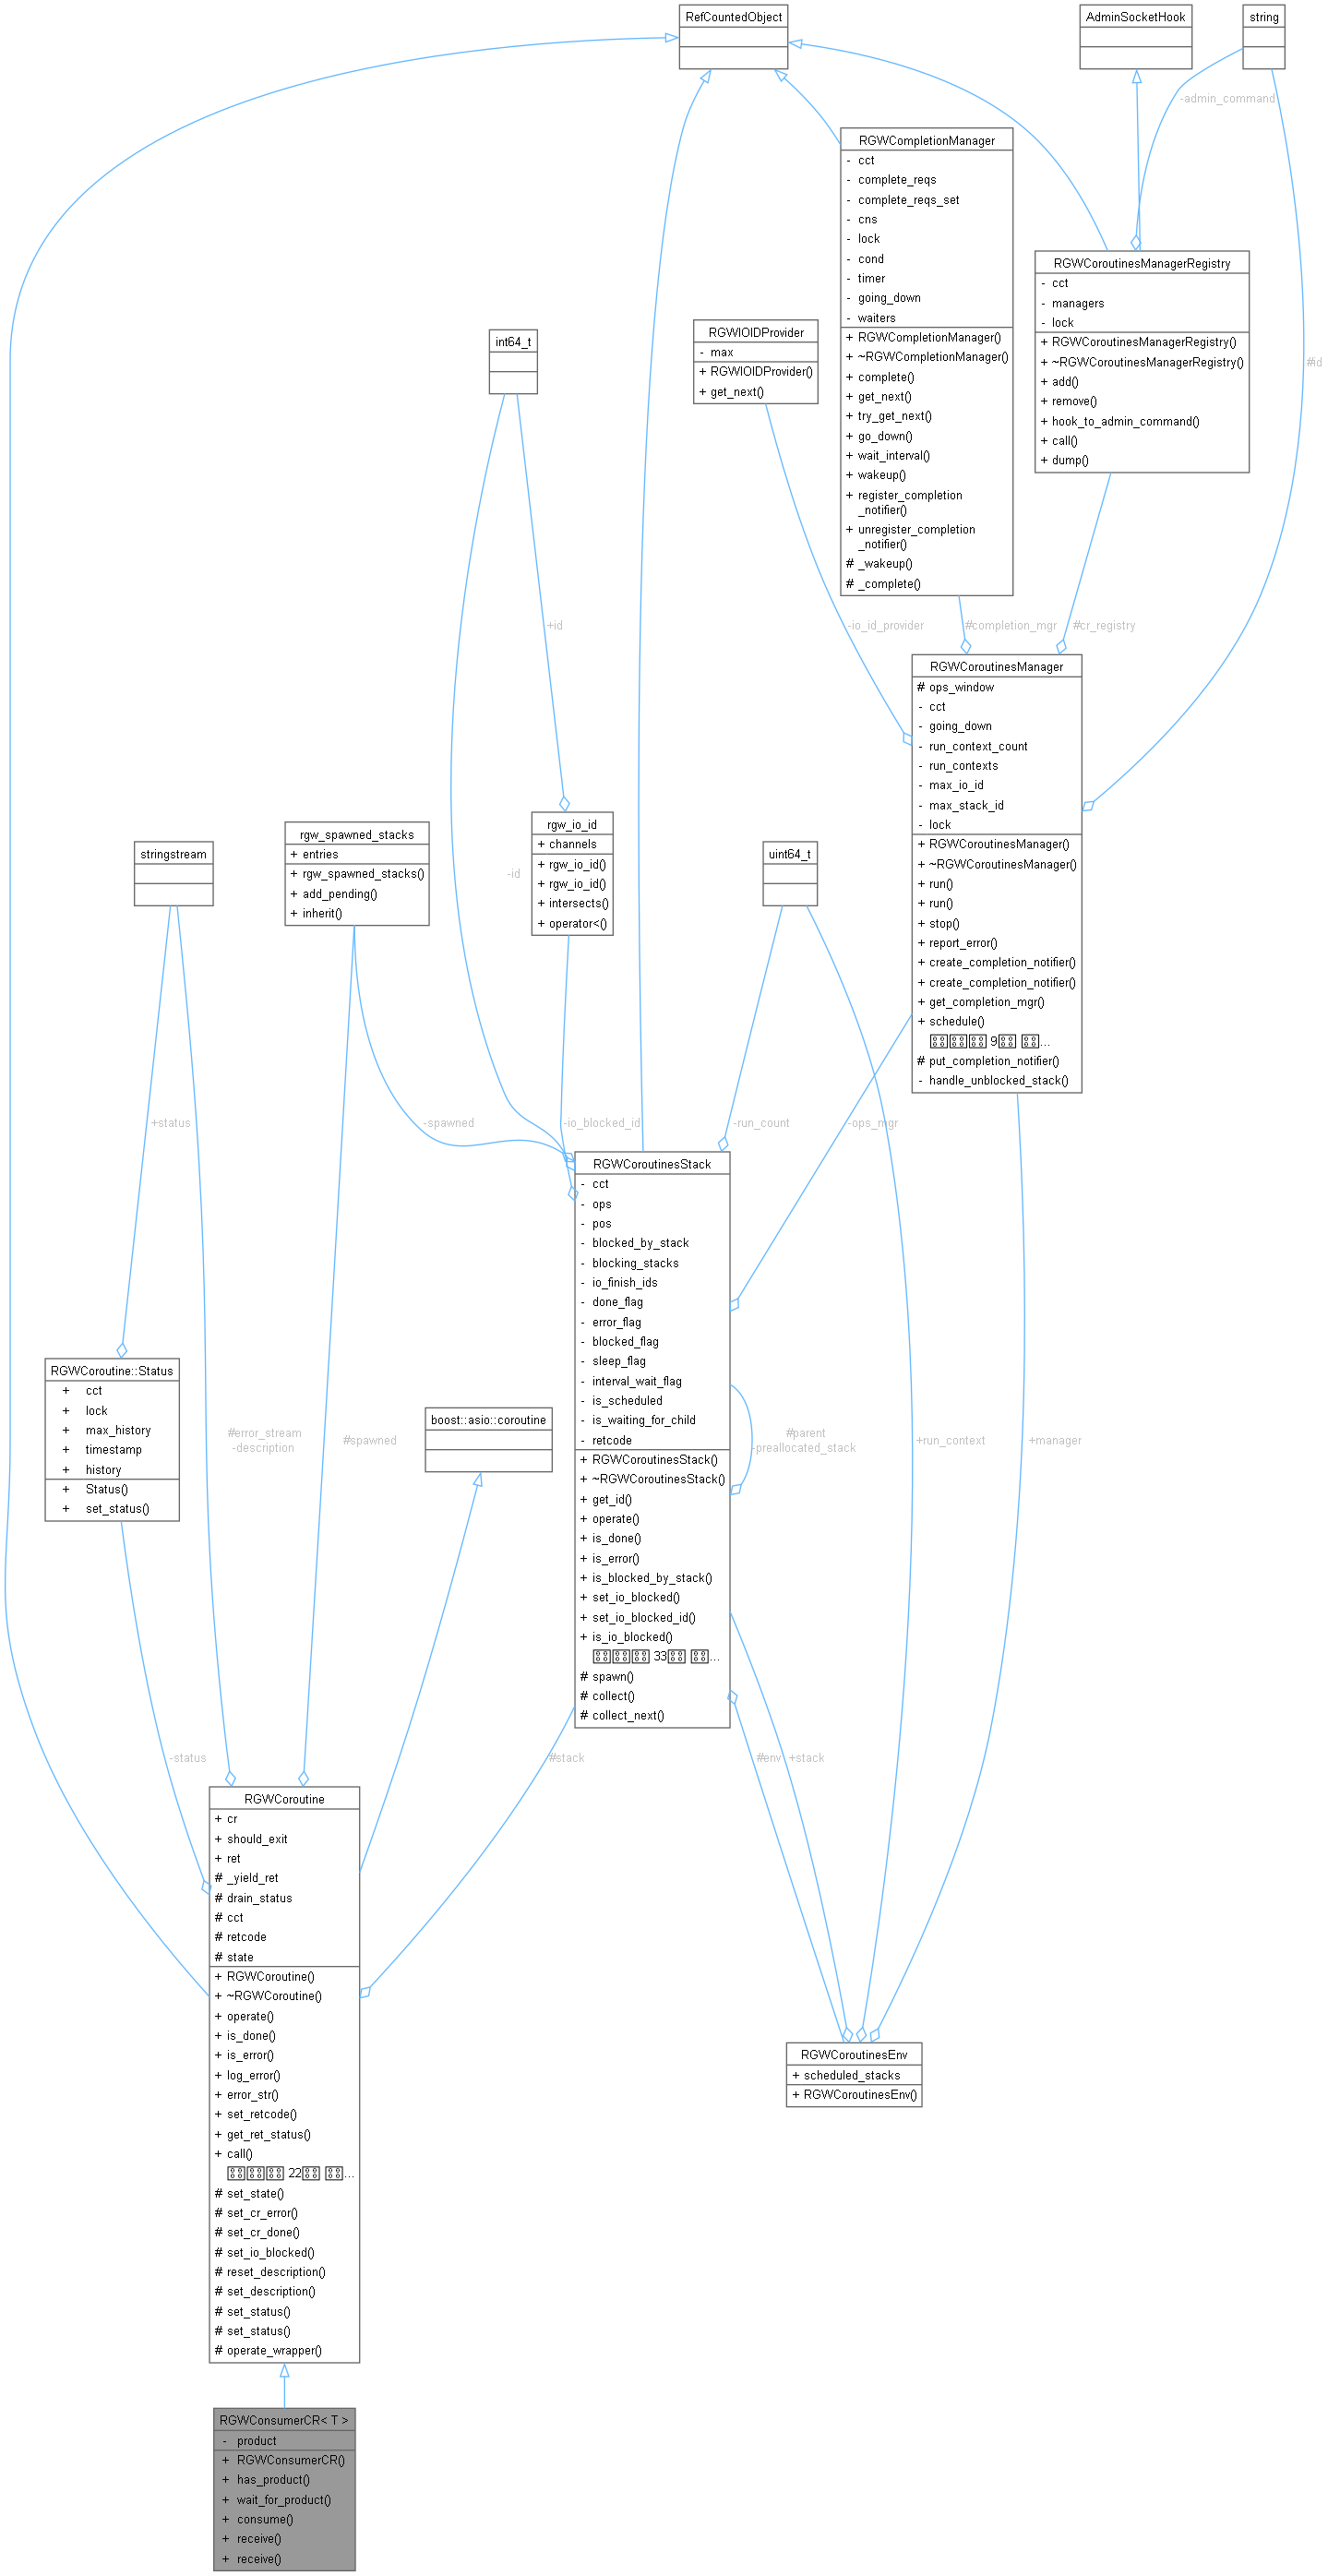 RefCountedObject
AdminSocketHook
string
-admin_command
RGWCompletionManager
- cct
- complete_reqs
- complete_reqs_set
- cns
- lock
- cond
- timer
- going_down
- waiters
+ RGWCompletionManager()
+ ~RGWCompletionManager()
+ complete()
+ get_next()
+ try_get_next()
+ go_down()
+ wait_interval()
+ wakeup()
+ register_completion
_notifier()
+ unregister_completion
_notifier()
# _wakeup()
# _complete()
RGWCoroutinesManagerRegistry
- cct
- managers
- lock
+ RGWCoroutinesManagerRegistry()
+ ~RGWCoroutinesManagerRegistry()
+ add()
+ remove()
+ hook_to_admin_command()
+ call()
+ dump()
#id
RGWIOIDProvider
- max
+ RGWIOIDProvider()
+ get_next()
int64_t
+id
-io_id_provider
#completion_mgr
#cr_registry
RGWCoroutinesManager
# ops_window
- cct
- going_down
- run_context_count
- run_contexts
- max_io_id
- max_stack_id
- lock
+ RGWCoroutinesManager()
+ ~RGWCoroutinesManager()
+ run()
+ run()
+ stop()
+ report_error()
+ create_completion_notifier()
+ create_completion_notifier()
+ get_completion_mgr()
+ schedule()
9 ...
# put_completion_notifier()
- handle_unblocked_stack()
rgw_io_id
+ channels
+ rgw_io_id()
+ rgw_io_id()
+ intersects()
+ operator<()
rgw_spawned_stacks
+ entries
+ rgw_spawned_stacks()
+ add_pending()
+ inherit()
stringstream
uint64_t
-id
+status
-spawned
-io_blocked_id
-run_count
-ops_mgr
RGWCoroutinesStack
- cct
- ops
- pos
- blocked_by_stack
- blocking_stacks
- io_finish_ids
- done_flag
- error_flag
- blocked_flag
- sleep_flag
- interval_wait_flag
- is_scheduled
- is_waiting_for_child
- retcode
+ RGWCoroutinesStack()
+ ~RGWCoroutinesStack()
+ get_id()
+ operate()
+ is_done()
+ is_error()
+ is_blocked_by_stack()
+ set_io_blocked()
+ set_io_blocked_id()
+ is_io_blocked()
33 ...
# spawn()
# collect()
# collect_next()
RGWCoroutine::Status
+ cct
+ lock
+ max_history
+ timestamp
+ history
+ Status()
+ set_status()
#error_stream
-description
#spawned
boost::asio::coroutine
#parent
-preallocated_stack
+run_context
+manager
-status
#stack
#env
+stack
RGWCoroutine
+ cr
+ should_exit
+ ret
# _yield_ret
# drain_status
# cct
# retcode
# state
+ RGWCoroutine()
+ ~RGWCoroutine()
+ operate()
+ is_done()
+ is_error()
+ log_error()
+ error_str()
+ set_retcode()
+ get_ret_status()
+ call()
22 ...
# set_state()
# set_cr_error()
# set_cr_done()
# set_io_blocked()
# reset_description()
# set_description()
# set_status()
# set_status()
# operate_wrapper()
RGWCoroutinesEnv
+ scheduled_stacks
+ RGWCoroutinesEnv()
RGWConsumerCR< T >
- product
+ RGWConsumerCR()
+ has_product()
+ wait_for_product()
+ consume()
+ receive()
+ receive()